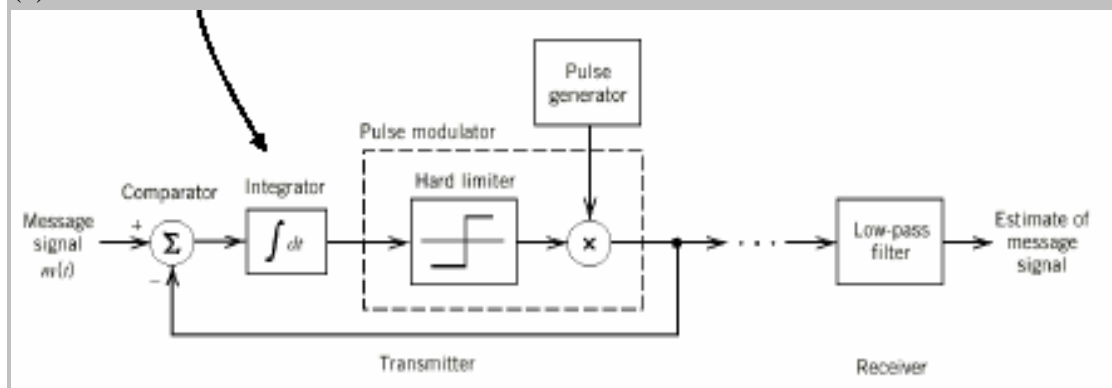 Pulse
generator
Pulse modulator
Hard limiter
Comparator
Integrator
Message
signal
m(t)
+
Σ
−
∫ dt
×
. . .
Low-pass
filter
Estimate of
message
signal
Transmitter
Receiver